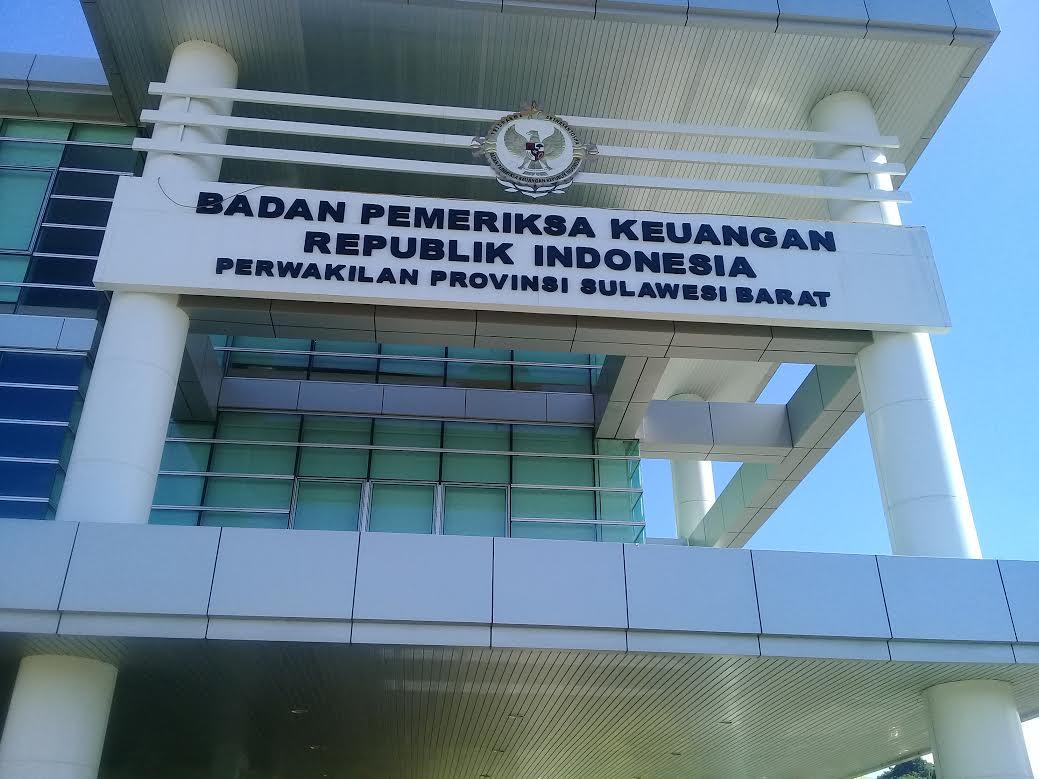 BADAN PEMERIKSA KEUANGAN
REPUBLIK INDONESIA
PERWAKILAN PROVINSI SULAWESI BARAT